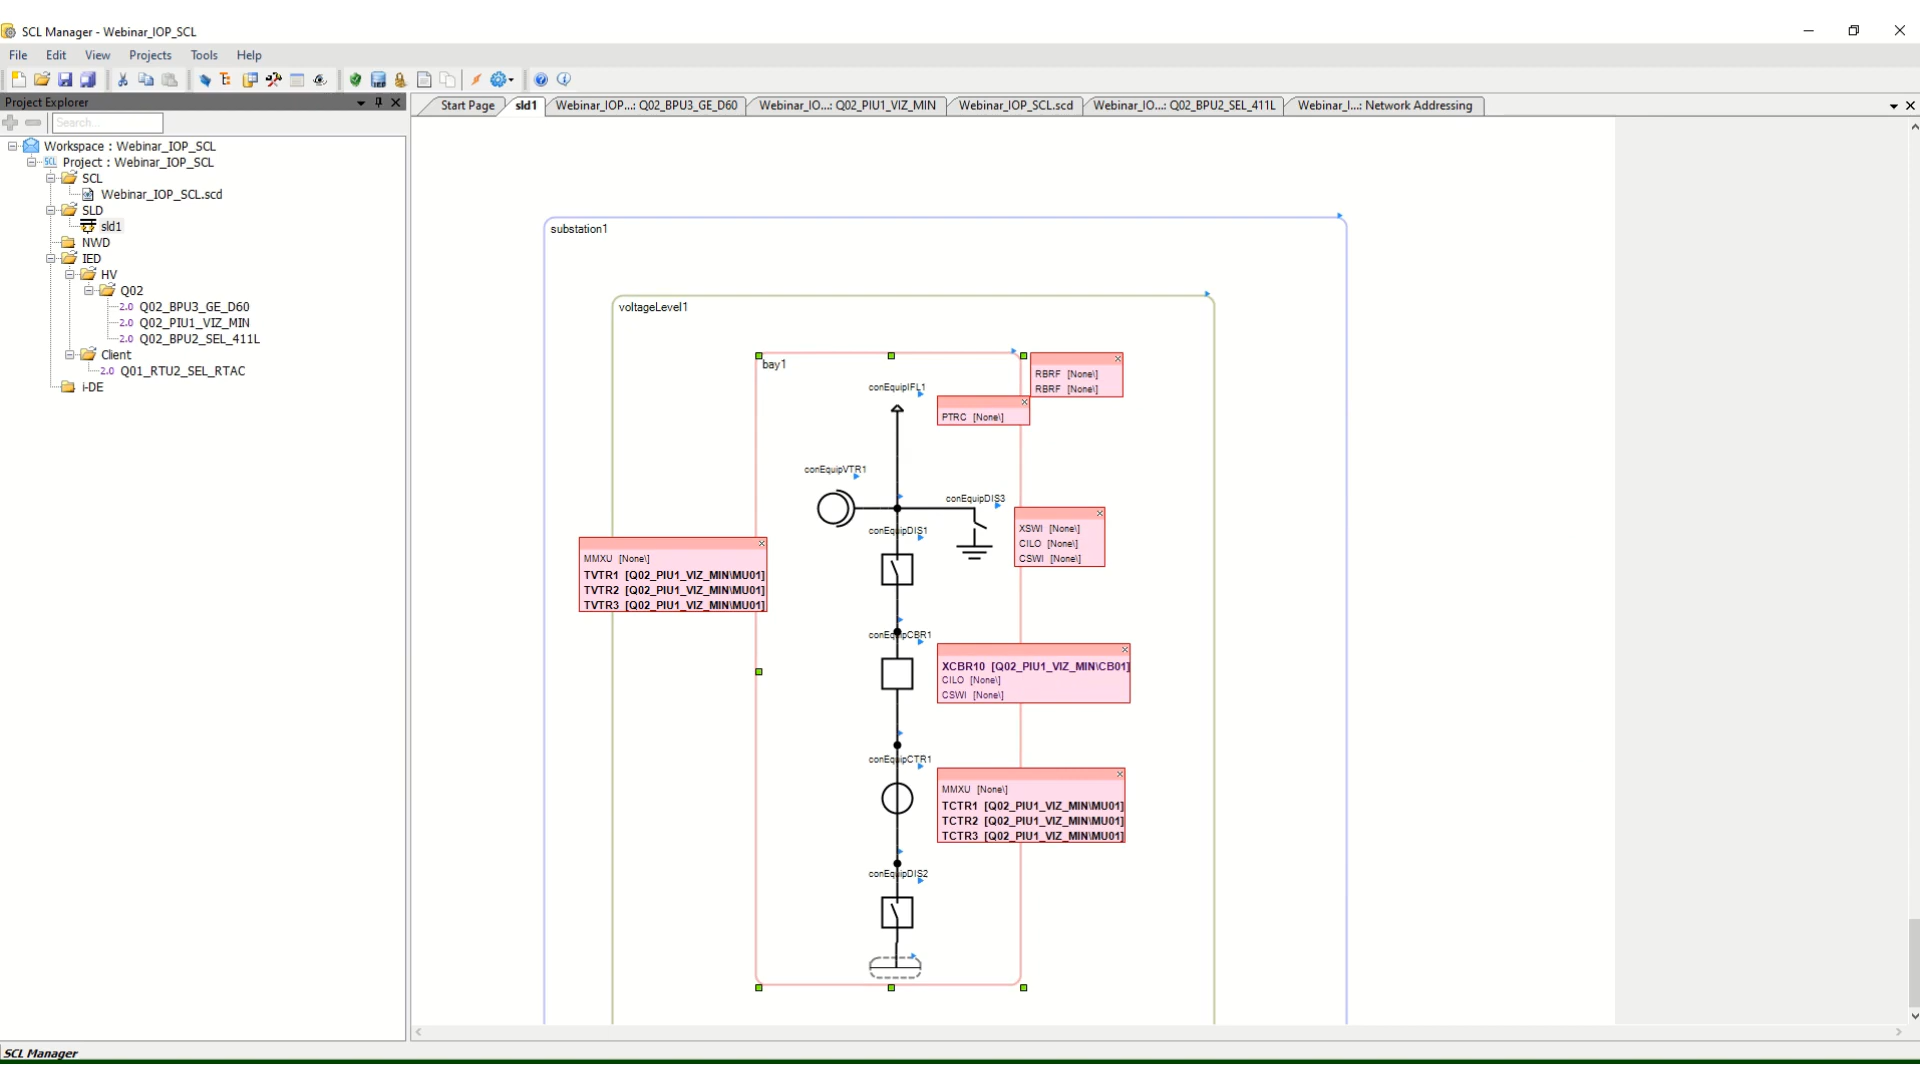 SCL Manager - Webinar_IOP_SCL
File Edit View Projects Tools Help
Project Explorer
Start Page sld1 Webinar_IOP...: Q02_BPU3_GE_D60 Webinar_IO...: Q02_PIU1_VIZ_MIN Webinar_IOP_SCL.scd Webinar_IO...: Q02_BPU2_SEL_411L Webinar_I...: Network Addressing
Search...
Workspace : Webinar_IOP_SCL
Project : Webinar_IOP_SCL
SCL
Webinar_IOP_SCL.scd
SLD
sld1
NWD
IED
HV
Q02
2.0 Q02_BPU3_GE_D60
2.0 Q02_PIU1_VIZ_MIN
2.0 Q02_BPU2_SEL_411L
Client
2.0 Q01_RTU2_SEL_RTAC
i-DE
substation1
voltageLevel1
bay1
conEquipIFL1
RBRF [None\]
RBRF [None\]
PTRC [None\]
conEquipVTR1
conEquipDIS3
conEquipDIS1
XSWI [None\]
CILO [None\]
CSWI [None\]
MMXU [None\]
TVTR1 [Q02_PIU1_VIZ_MIN\MU01]
TVTR2 [Q02_PIU1_VIZ_MIN\MU01]
TVTR3 [Q02_PIU1_VIZ_MIN\MU01]
conEquipCBR1
XCBR10 [Q02_PIU1_VIZ_MIN\CB01]
CILO [None\]
CSWI [None\]
conEquipCTR1
MMXU [None\]
TCTR1 [Q02_PIU1_VIZ_MIN\MU01]
TCTR2 [Q02_PIU1_VIZ_MIN\MU01]
TCTR3 [Q02_PIU1_VIZ_MIN\MU01]
conEquipDIS2
SCL Manager